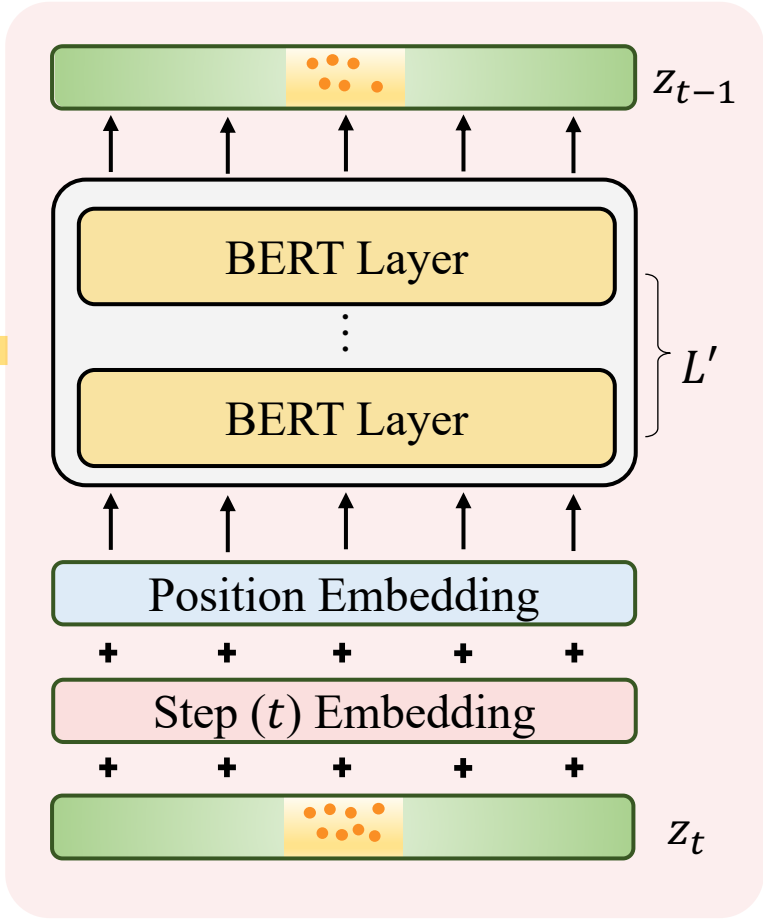 z_{t−1}
BERT Layer
⋮
BERT Layer
L′
Position Embedding
+ + + + +
Step (t) Embedding
+ + + + +
z_t